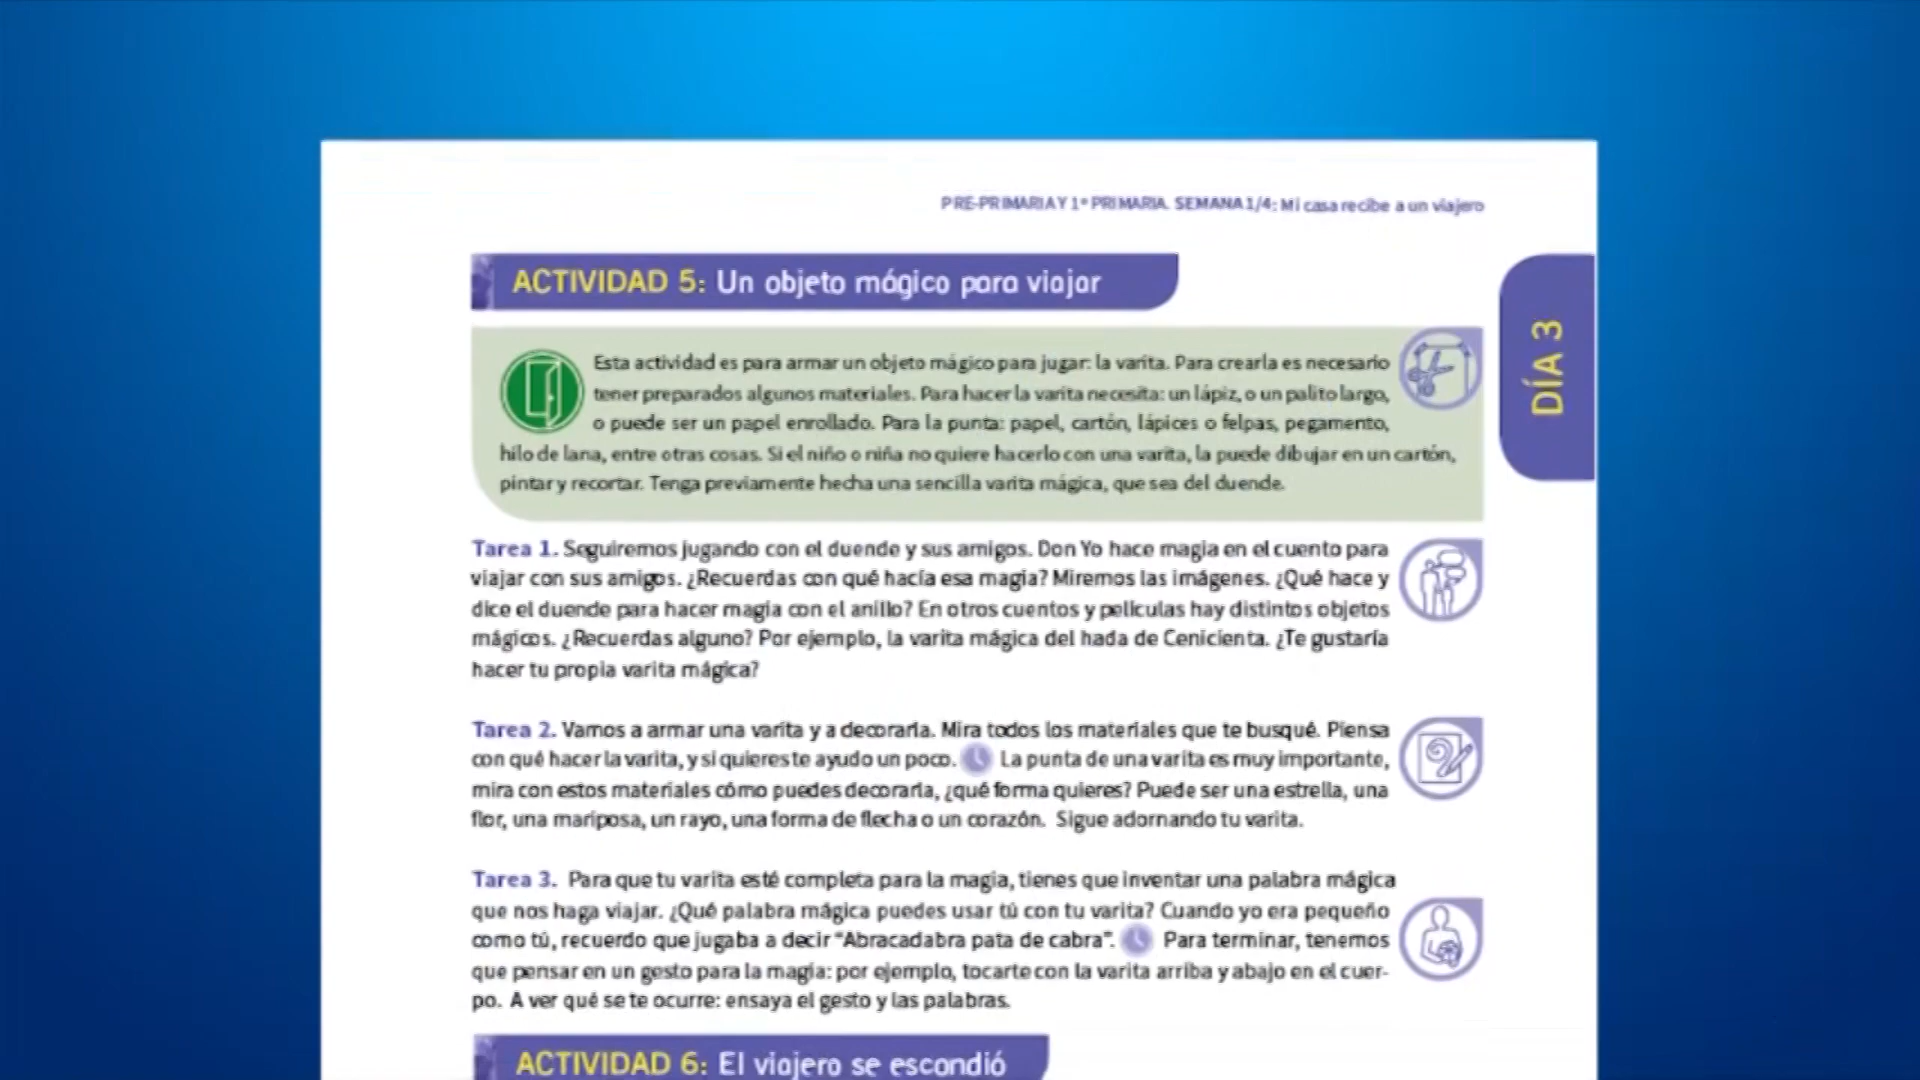 PRE-PRIMARIA Y 1º PRIMARIA. SEMANA 1/4: Mi casa recibe a un viajero
ACTIVIDAD 5: Un objeto mágico para viajar
DÍA 3
Esta actividad es para armar un objeto mágico para jugar: la varita. Para crearla es necesario
tener preparados algunos materiales. Para hacer la varita necesita: un lápiz, o un palito largo,
o puede ser un papel enrollado. Para la punta: papel, cartón, lápices o felpas, pegamento,
hilo de lana, entre otras cosas. Si el niño o niña no quiere hacerlo con una varita, la puede dibujar en un cartón,
pintar y recortar. Tenga previamente hecha una sencilla varita mágica, que sea del duende.
Tarea 1. Seguiremos jugando con el duende y sus amigos. Don Yo hace magia en el cuento para
viajar con sus amigos. ¿Recuerdas con qué hacía esa magia? Miremos las imágenes. ¿Qué hace y
dice el duende para hacer magia con el anillo? En otros cuentos y películas hay distintos objetos
mágicos. ¿Recuerdas alguno? Por ejemplo, la varita mágica del hada de Cenicienta. ¿Te gustaría
hacer tu propia varita mágica?
Tarea 2. Vamos a armar una varita y a decorarla. Mira todos los materiales que te busqué. Piensa
con qué hacer la varita, y si quieres te ayudo un poco. La punta de una varita es muy importante,
mira con estos materiales cómo puedes decorarla, ¿qué forma quieres? Puede ser una estrella, una
flor, una mariposa, un rayo, una forma de flecha o un corazón. Sigue adornando tu varita.
Tarea 3. Para que tu varita esté completa para la magia, tienes que inventar una palabra mágica
que nos haga viajar. ¿Qué palabra mágica puedes usar tú con tu varita? Cuando yo era pequeño
como tú, recuerdo que jugaba a decir “Abracadabra pata de cabra”. Para terminar, tenemos
que pensar en un gesto para la magia: por ejemplo, tocarte con la varita arriba y abajo en el cuer-
po. A ver qué se te ocurre: ensaya el gesto y las palabras.
ACTIVIDAD 6: El viajero se escondió